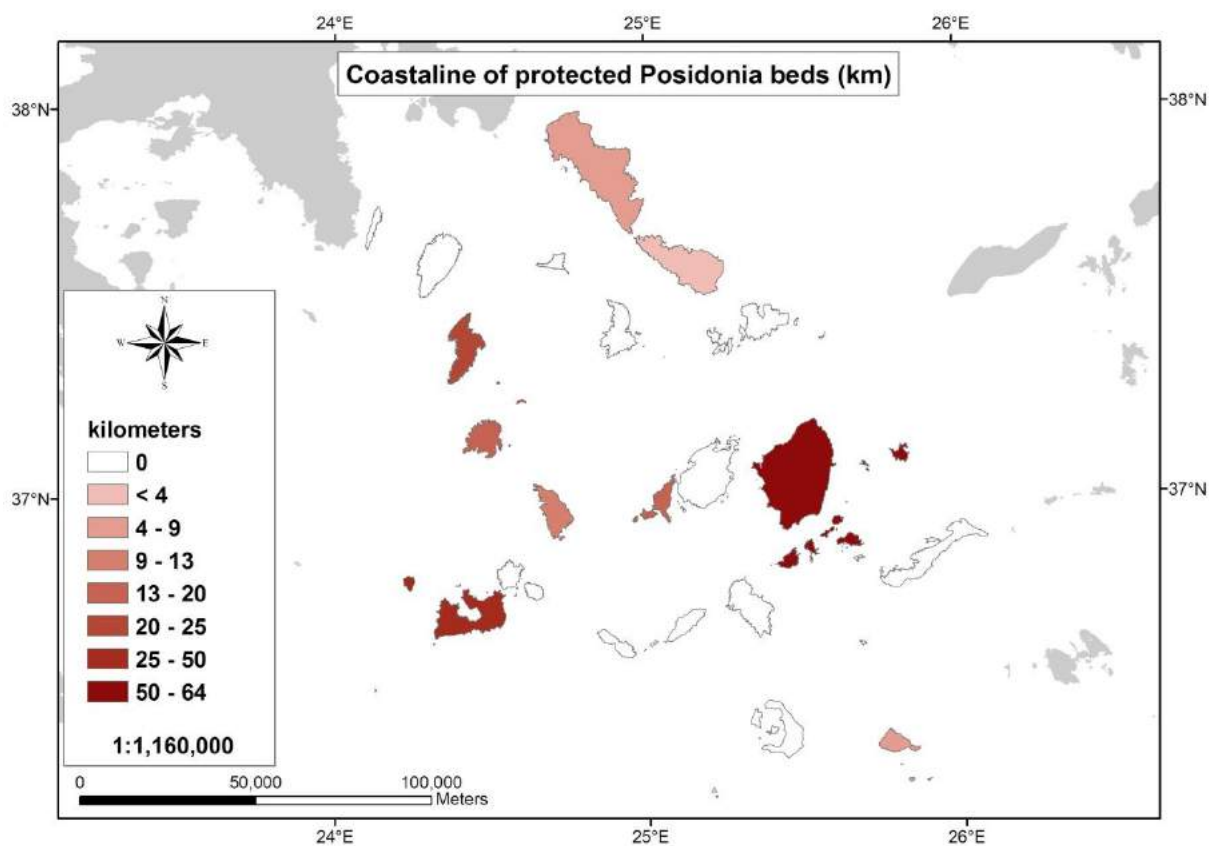 24°E 25°E 26°E
Coastaline of protected Posidonia beds (km)
38°N 38°N
N
W E
S
kilometers
0
< 4
4 - 9
37°N 37°N
9 - 13
13 - 20
20 - 25
25 - 50
50 - 64
1:1,160,000
0 50,000 100,000
Meters
24°E 25°E 26°E